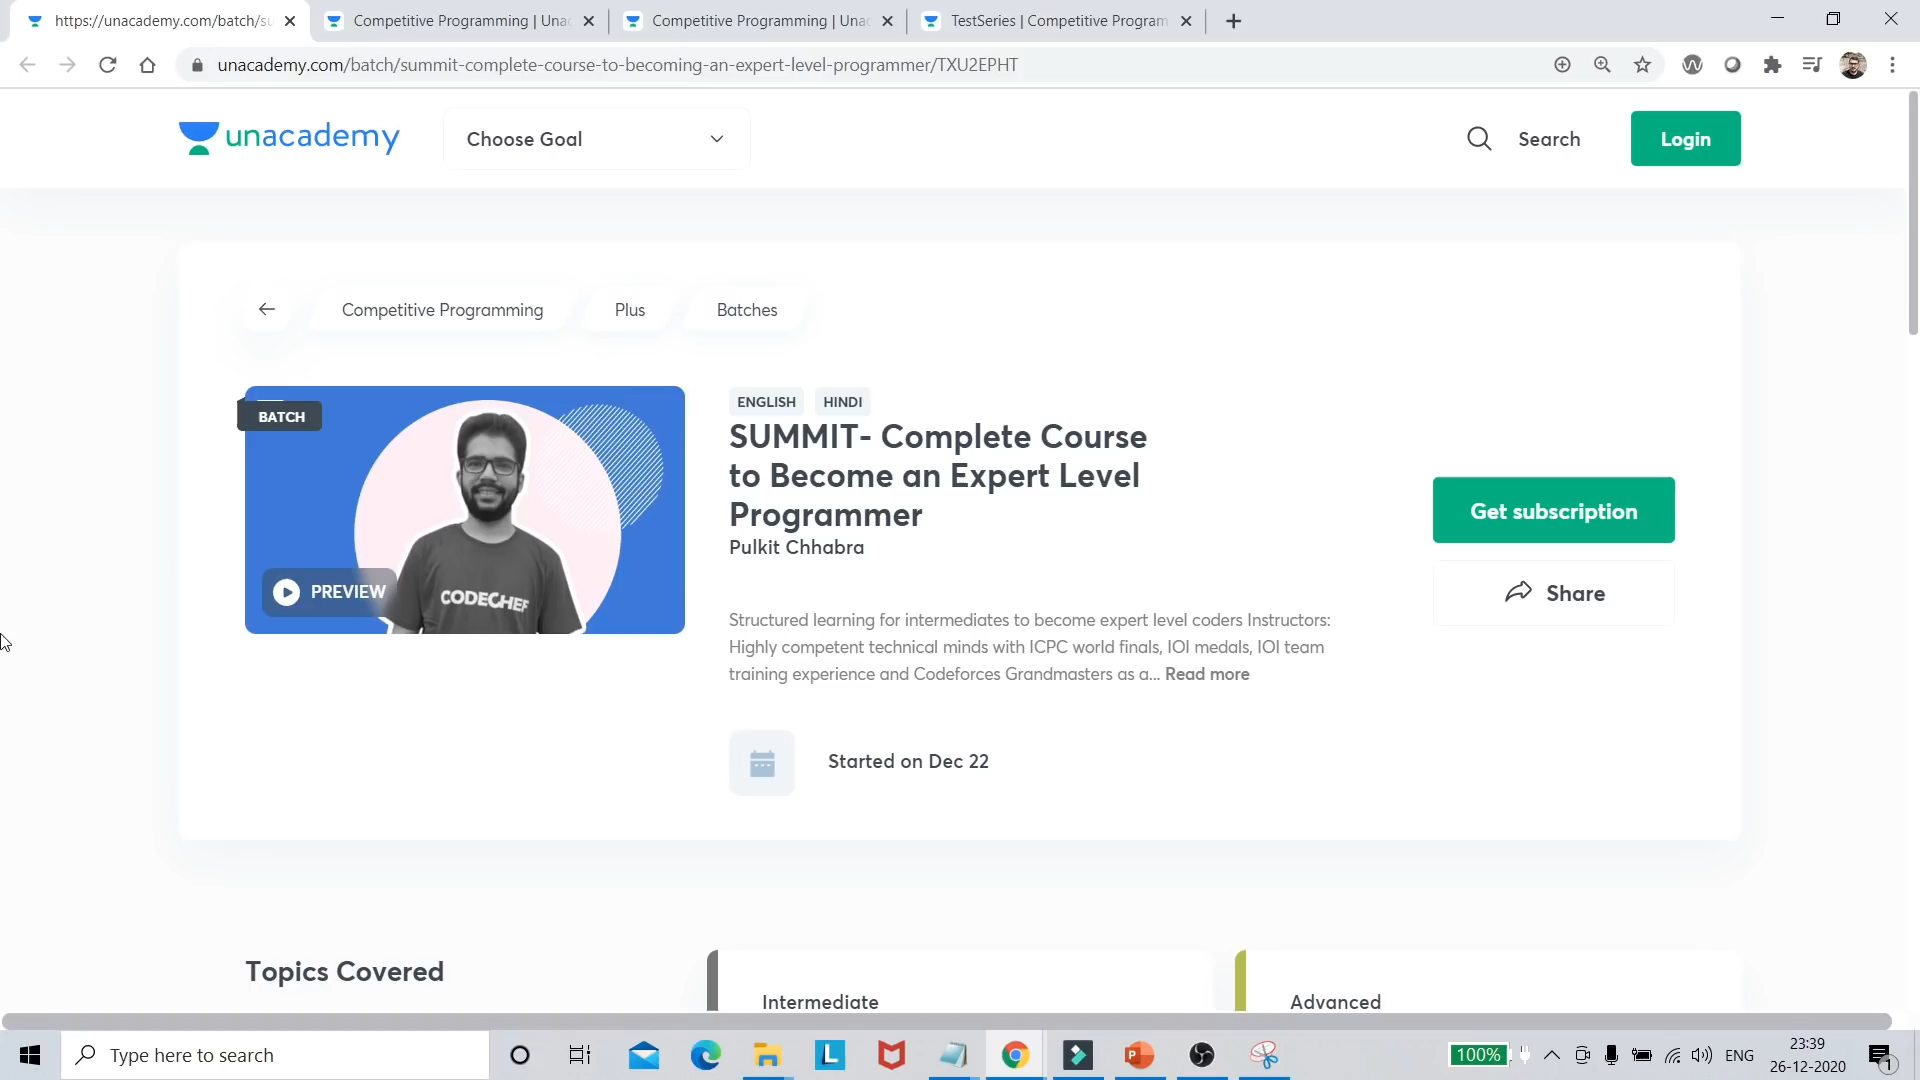 https://unacademy.com/batch/su
Competitive Programming | Una
Competitive Programming | Unac
TestSeries | Competitive Program
unacademy.com/batch/summit-complete-course-to-becoming-an-expert-level-programmer/TXU2EPHT
unacademy
Choose Goal
Search
Login
Competitive Programming
Plus
Batches
BATCH
CODECHEF
PREVIEW
ENGLISH
HINDI
SUMMIT- Complete Course
to Become an Expert Level
Programmer
Pulkit Chhabra
Get subscription
Share
Structured learning for intermediates to become expert level coders Instructors:
Highly competent technical minds with ICPC world finals, IOI medals, IOI team
training experience and Codeforces Grandmasters as a... Read more
Started on Dec 22
Topics Covered
Intermediate
Advanced
Type here to search
L
P
100%
ENG
23:39
26-12-2020
1